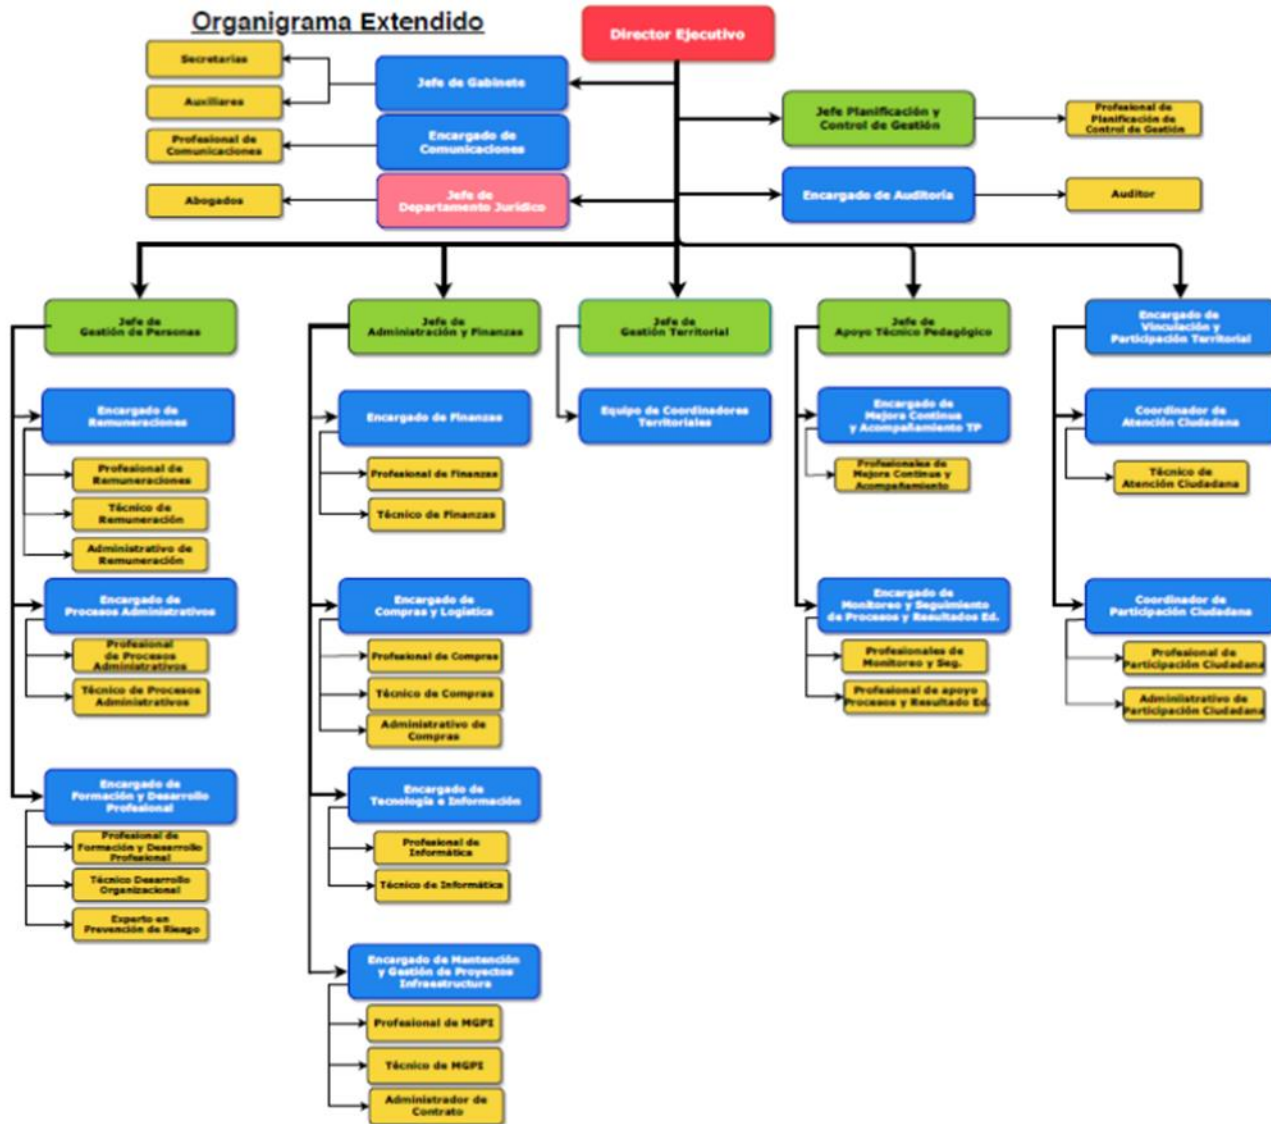 Organigrama Extendido
Director Ejecutivo
Secretarias
Auxiliares
Jefe de Gabinete
Profesional de
Comunicaciones
Encargado de
Comunicaciones
Abogados
Jefe de
Departamento Jurídico
Jefe Planificación y
Control de Gestión
Profesional de
Planificación de
Control de Gestión
Encargado de Auditoría
Auditor
Jefe de
Gestión de Personas
Encargado de
Remuneraciones
Profesional de
Remuneraciones
Técnico de
Remuneración
Administrativo de
Remuneración
Encargado de
Procesos Administrativos
Profesional
de Procesos
Administrativos
Técnico de Procesos
Administrativos
Encargado de
Formación y Desarrollo
Profesional
Profesional de
Formación y Desarrollo
Profesional
Técnico Desarrollo
Organizacional
Experto en
Prevención de Riesgo
Jefe de
Administración y Finanzas
Encargado de Finanzas
Profesional de Finanzas
Técnico de Finanzas
Encargado de
Compras y Logística
Profesional de Compras
Técnico de Compras
Administrativo de
Compras
Encargado de
Tecnología e Información
Profesional de
Informática
Técnico de Informática
Encargado de Mantención
y Gestión de Proyectos
Infraestructura
Profesional de MGPI
Técnico de MGPI
Administrador de
Contrato
Jefe de
Gestión Territorial
Equipo de Coordinadores
Territoriales
Jefe de
Apoyo Técnico Pedagógico
Encargado de
Mejora Continua
y Acompañamiento TP
Profesionales de
Mejora Continua y
Acompañamiento
Encargado de
Monitoreo y Seguimiento
de Procesos y Resultados Ed.
Profesionales de
Monitoreo y Seg.
Profesional de apoyo
Procesos y Resultado Ed.
Encargado de
Vinculación y
Participación Territorial
Coordinador de
Atención Ciudadana
Técnico de
Atención Ciudadana
Coordinador de
Participación Ciudadana
Profesional de
Participación Ciudadana
Adminiistrativo de
Participación Ciudadana